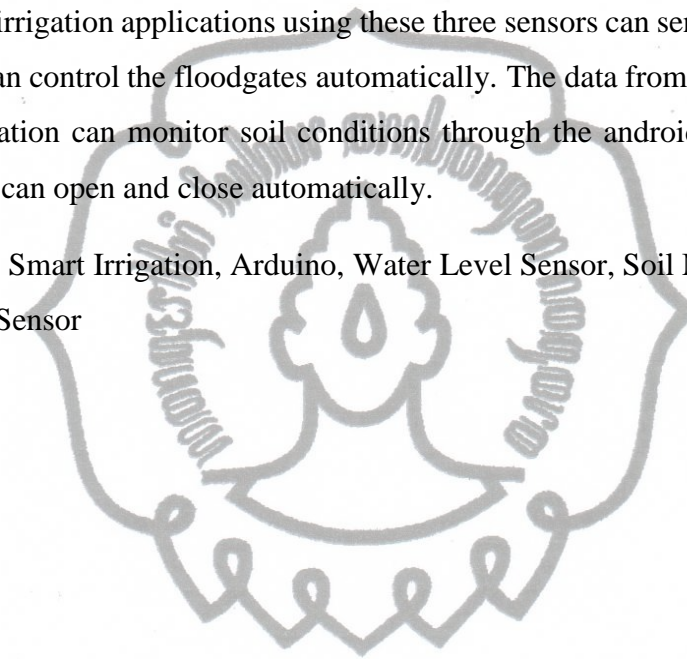 irrigation applications using these three sensors can ser
an control the floodgates automatically. The data from
ation can monitor soil conditions through the android
can open and close automatically.
Smart Irrigation, Arduino, Water Level Sensor, Soil
Sensor